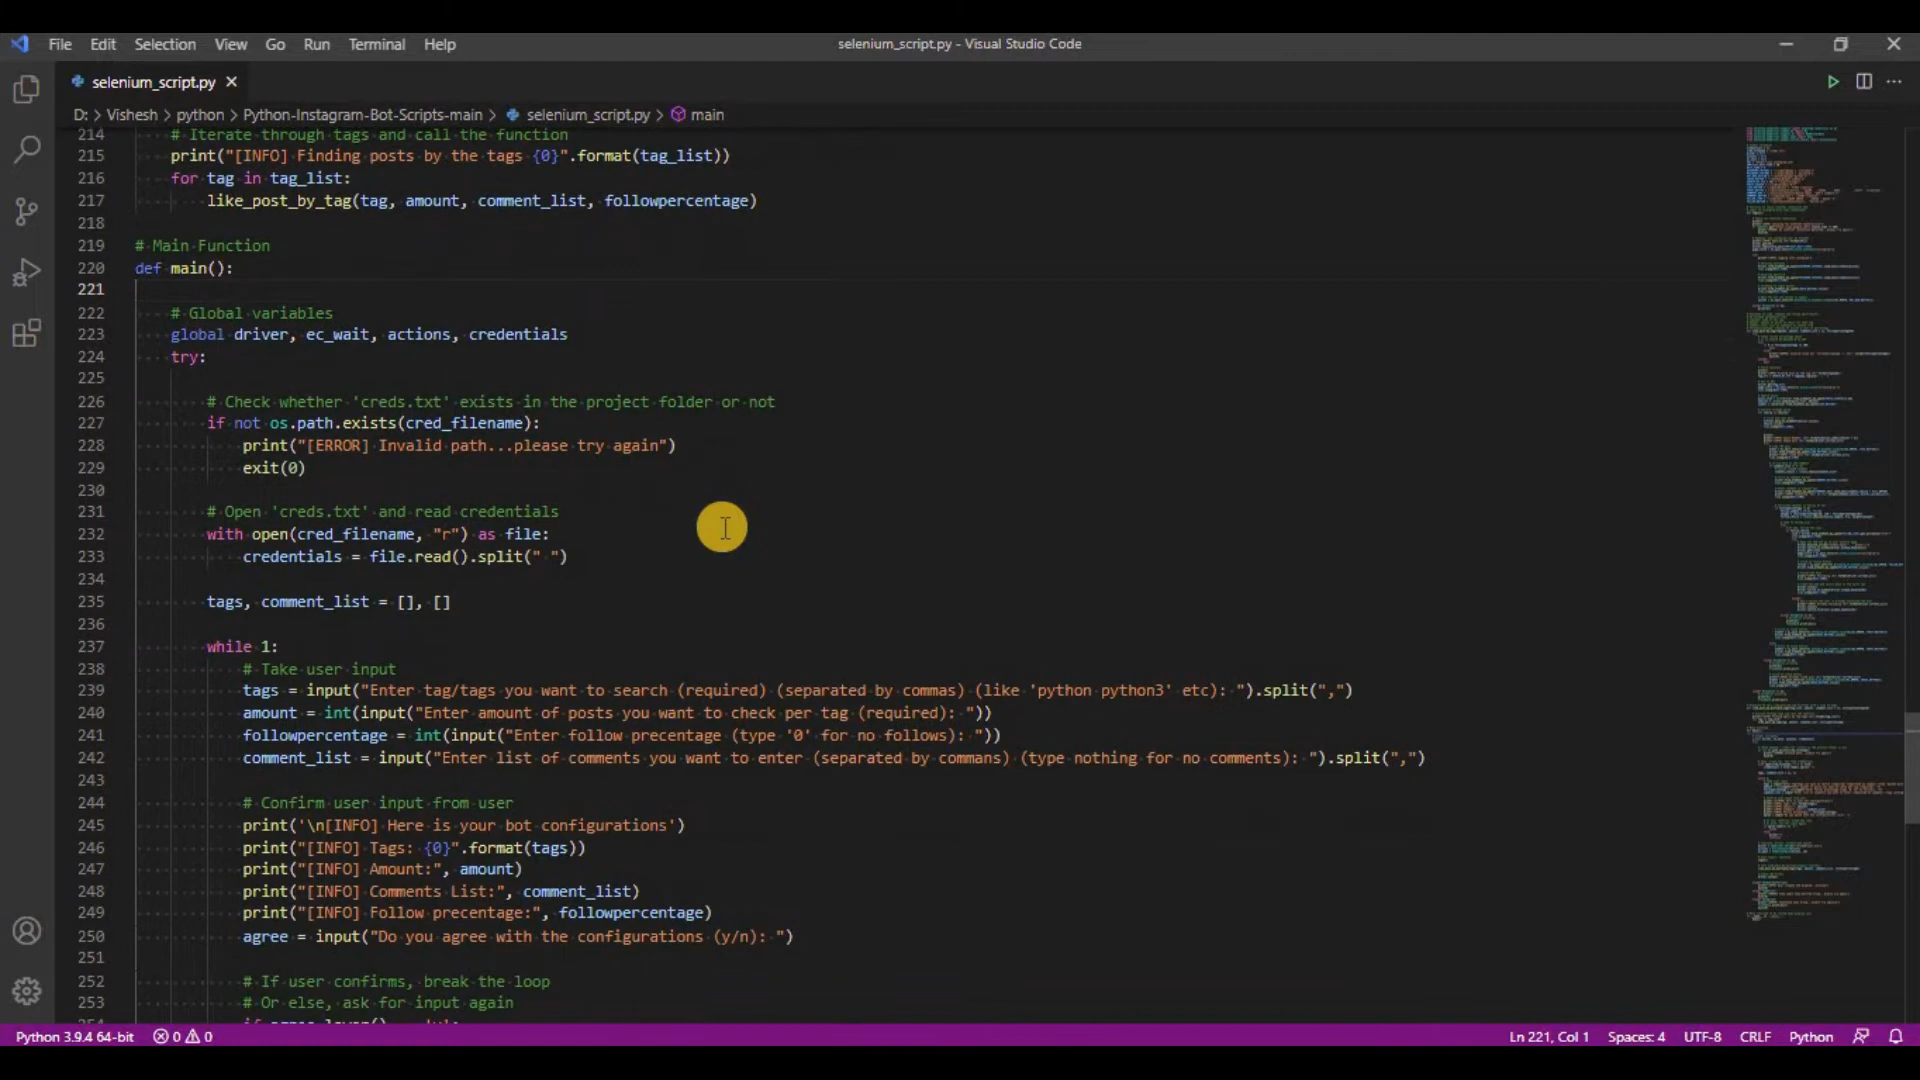 File Edit Selection View Go Run Terminal Help selenium_script.py - Visual Studio Code
selenium_script.py
D: > Vishesh > python > Python-Instagram-Bot-Scripts-main > selenium_script.py > main
214 # Iterate through tags and call the function
215 print("[INFO] Finding posts by the tags {0}".format(tag_list))
216 for tag in tag_list:
217 like_post_by_tag(tag, amount, comment_list, followpercentage)
218
219 # Main Function
220 def main():
221
222 # Global variables
223 global driver, ec_wait, actions, credentials
224 try:
225
226 # Check whether 'creds.txt' exists in the project folder or not
227 if not os.path.exists(cred_filename):
228 print("[ERROR] Invalid path...please try again")
229 exit(0)
230
231 # Open 'creds.txt' and read credentials
232 with open(cred_filename, "r") as file:
233 credentials = file.read().split(" ")
234
235 tags, comment_list = [], []
236
237 while 1:
238 # Take user input
239 tags = input("Enter tag/tags you want to search (required) (separated by commas) (like 'python python3' etc): ").split(",")
240 amount = int(input("Enter amount of posts you want to check per tag (required): "))
241 followpercentage = int(input("Enter follow precentage (type '0' for no follows): "))
242 comment_list = input("Enter list of comments you want to enter (separated by commans) (type nothing for no comments): ").split(",")
243
244 # Confirm user input from user
245 print('\n[INFO] Here is your bot configurations')
246 print("[INFO] Tags: {0}".format(tags))
247 print("[INFO] Amount:", amount)
248 print("[INFO] Comments List:", comment_list)
249 print("[INFO] Follow precentage:", followpercentage)
250 agree = input("Do you agree with the configurations (y/n): ")
251
252 # If user confirms, break the loop
253 # Or else, ask for input again
Python 3.9.4 64-bit 0 0 Ln 221, Col 1 Spaces: 4 UTF-8 CRLF Python